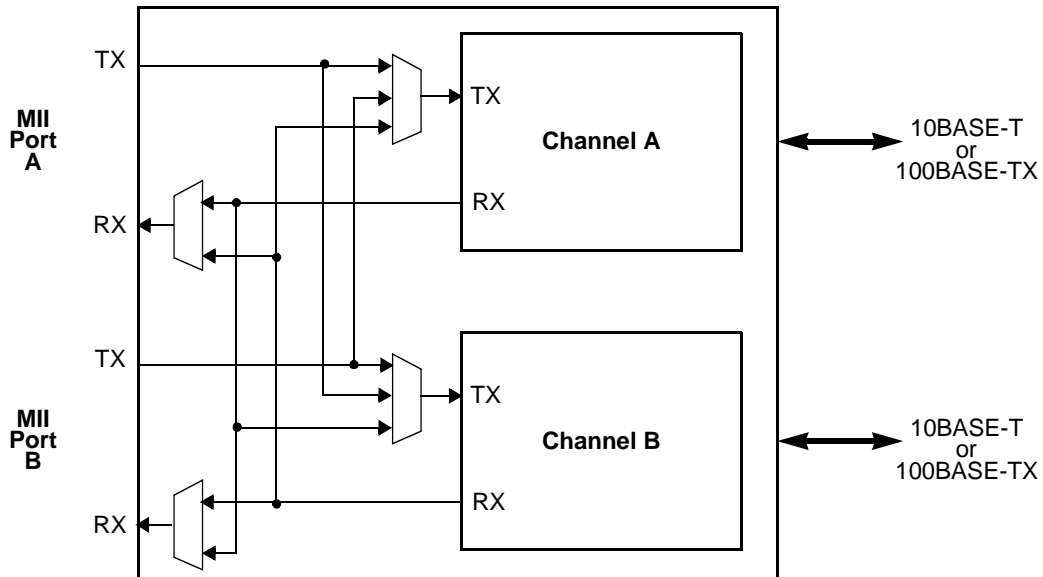 TX
MII
Port
A
RX
TX
Channel A
RX
10BASE-T
or
100BASE-TX
TX
MII
Port
B
RX
TX
Channel B
RX
10BASE-T
or
100BASE-TX